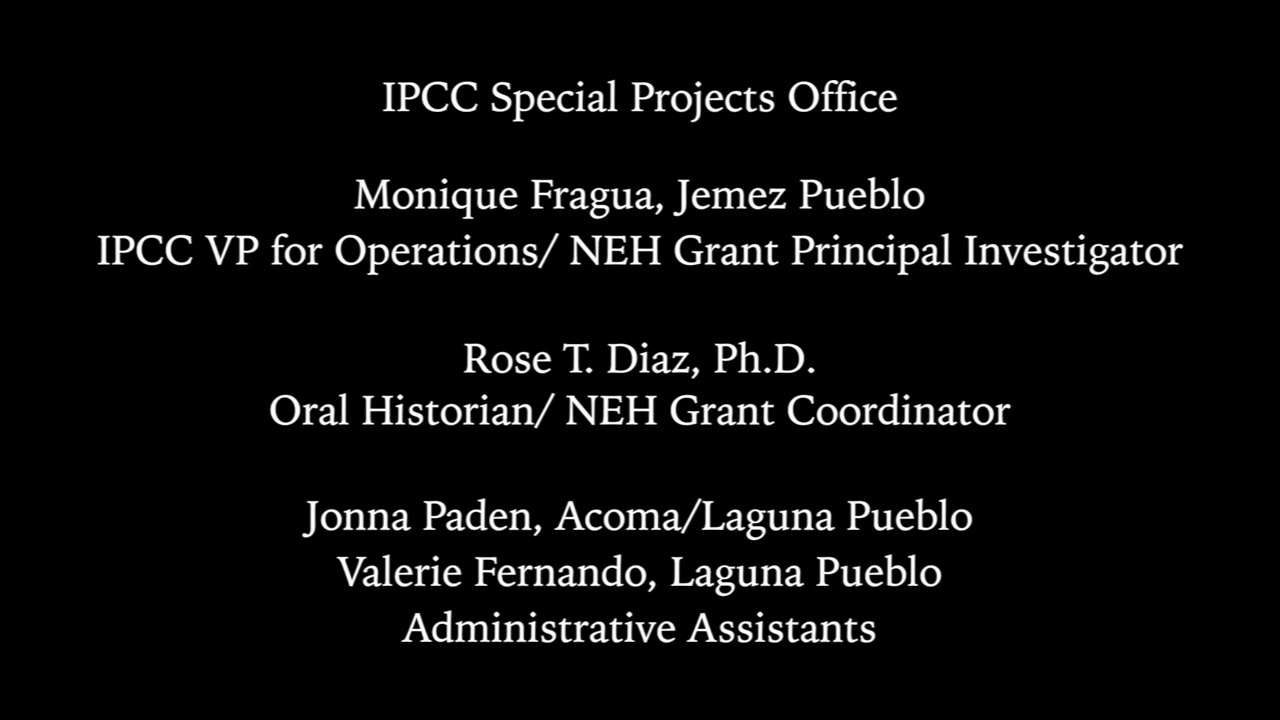 IPCC Special Projects Office
Monique Fragua, Jemez Pueblo
IPCC VP for Operations/ NEH Grant Principal Investigator
Rose T. Diaz, Ph.D.
Oral Historian/ NEH Grant Coordinator
Jonna Paden, Acoma/Laguna Pueblo
Valerie Fernando, Laguna Pueblo
Administrative Assistants